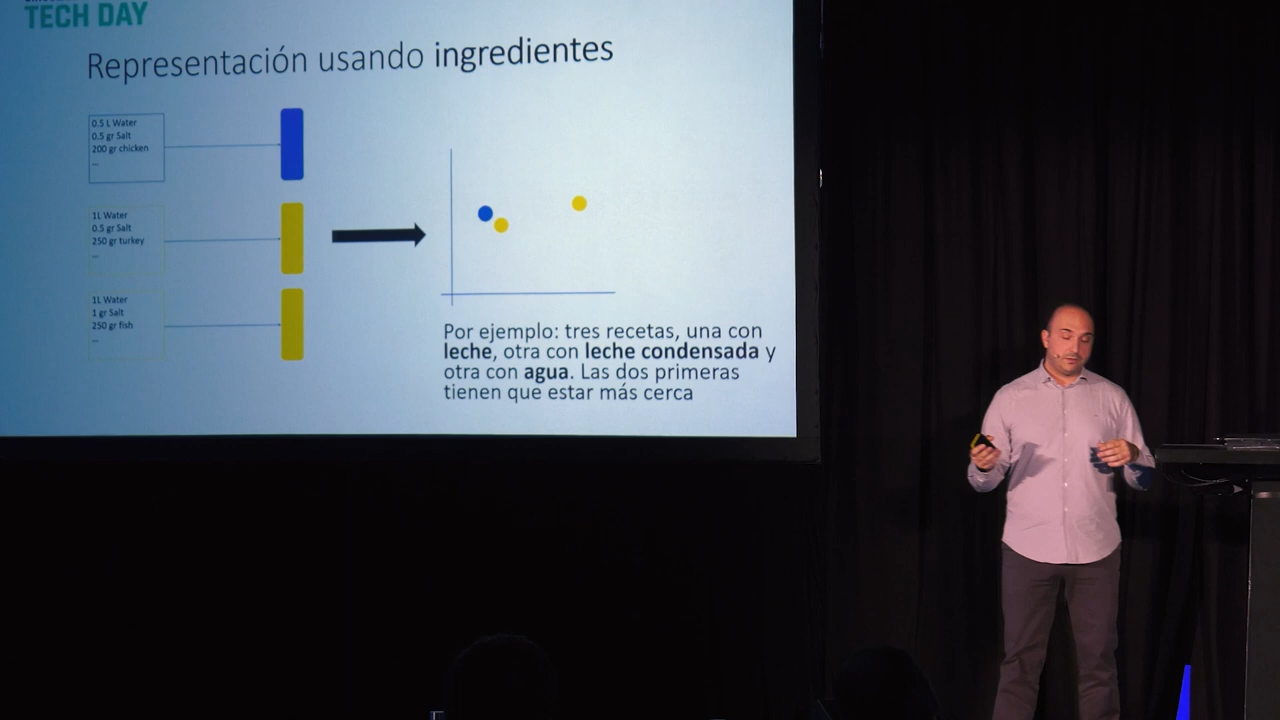 TECH DAY
Representación usando ingredientes
0.5 L Water
0.5 gr Salt
200 gr chicken
...
1L Water
0.5 gr Salt
250 gr turkey
...
1L Water
1 gr Salt
250 gr fish
...
Por ejemplo: tres recetas, una con
leche, otra con leche condensada y
otra con agua. Las dos primeras
tienen que estar más cerca